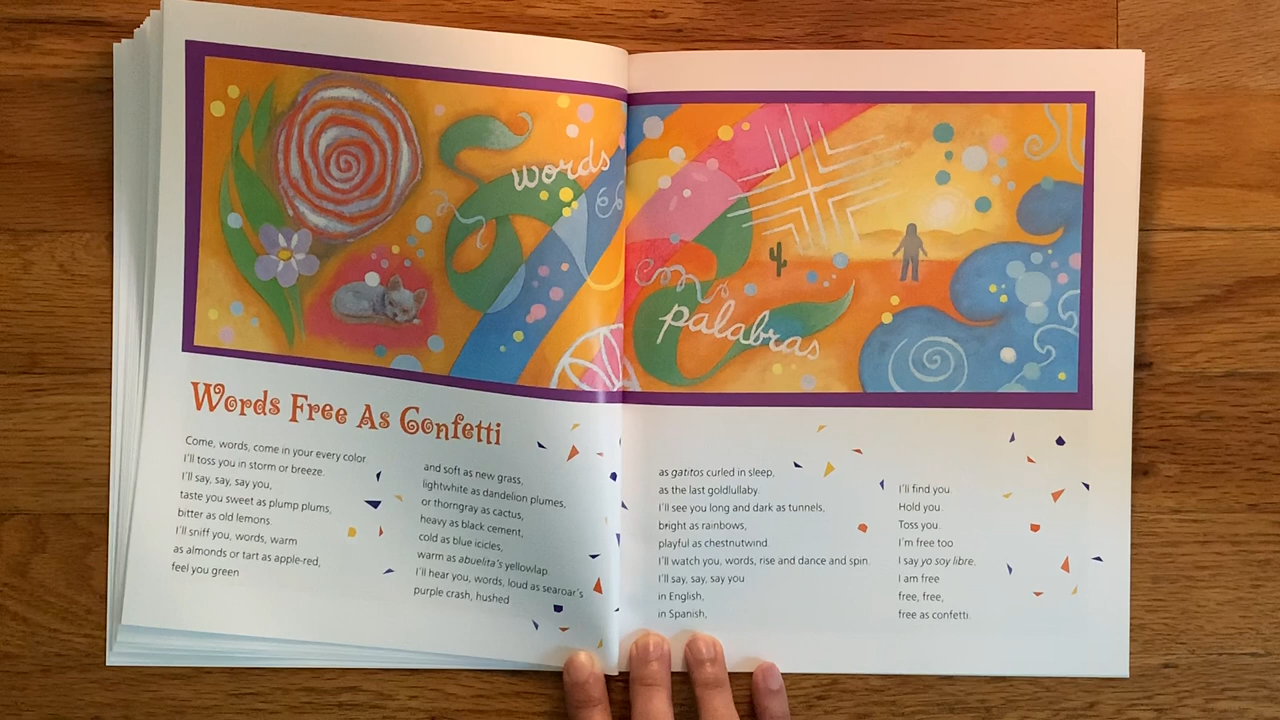 words
palabras
Words Free As Confetti
Come, words, come in your every color.
I'll toss you in storm or breeze.
I'll say, say, say you,
taste you sweet as plump plums,
bitter as old lemons.
I'll sniff you, words, warm
as almonds or tart as apple-red,
feel you green
and soft as new grass,
lightwhite as dandelion plumes,
or thorngray as cactus,
heavy as black cement,
cold as blue icicles,
warm as abuelita's yellowlap.
I'll hear you, words, loud as searoar's
purple crash, hushed
as gatitos curled in sleep,
as the last goldlullaby.
I'll see you long and dark as tunnels,
bright as rainbows,
playful as chestnutwind.
I'll watch you, words, rise and dance and spin.
I'll say, say, say you
in English,
in Spanish,
I'll find you.
Hold you.
Toss you.
I'm free too
I say yo soy libre.
I am free
free, free,
free as confetti.